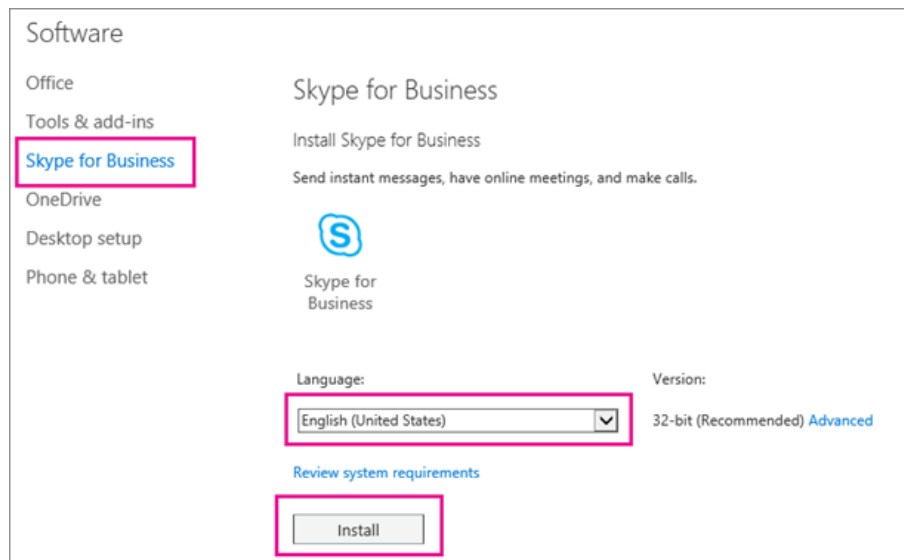 Software
Office
Tools & add-ins
Skype for Business
OneDrive
Desktop setup
Phone & tablet
Skype for Business
Install Skype for Business
Send instant messages, have online meetings, and make calls.
S
Skype for
Business
Language:
English (United States)
Version:
32-bit (Recommended) Advanced
Review system requirements
Install